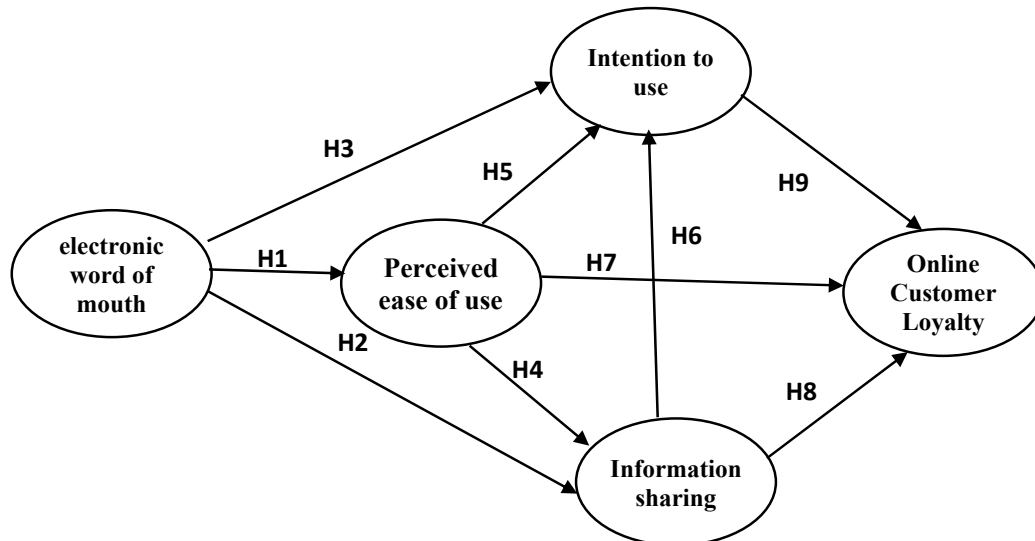 Intention to
use
H3
H5
H9
H6
electronic
word of
mouth
H1
Perceived
ease of use
H7
Online
Customer
Loyalty
H2
H4
H8
Information
sharing